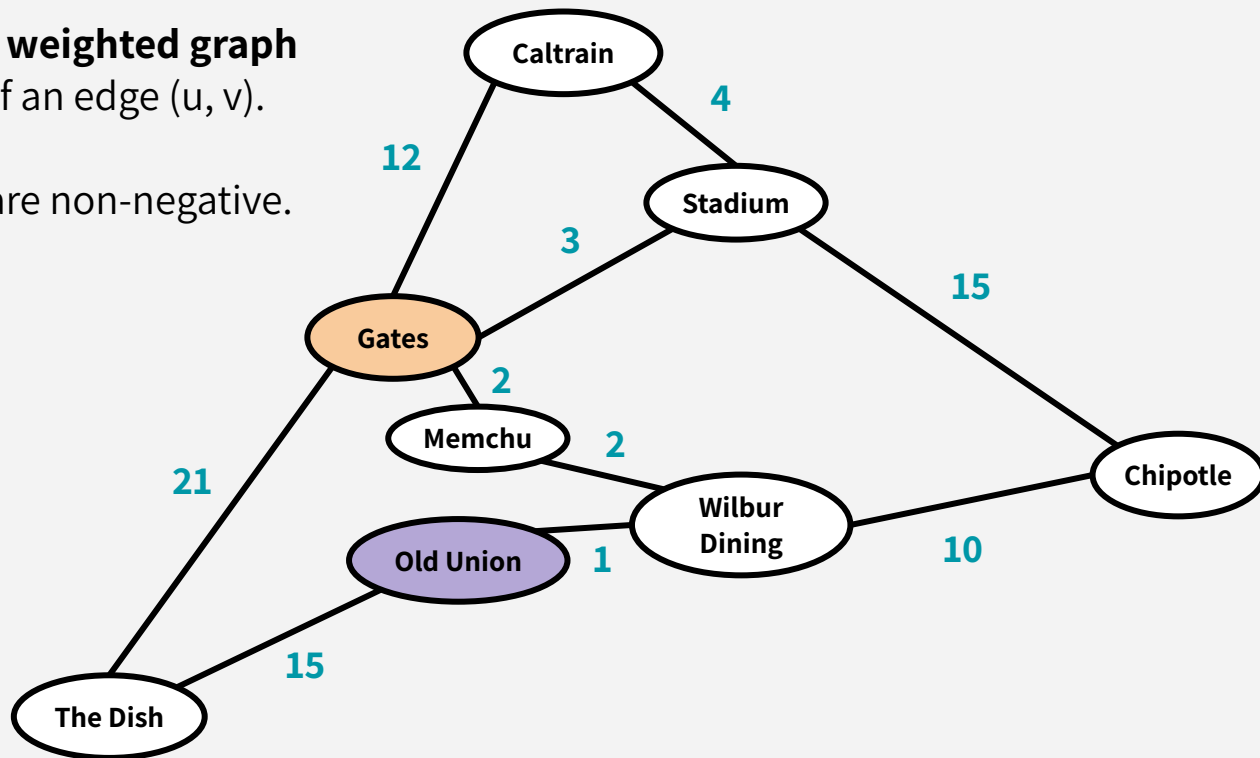 weighted graph
f an edge (u, v).
are non-negative.
Caltrain
4
12
Stadium
3
15
Gates
2
Memchu
2
21
Chipotle
Wilbur
Dining
Old Union
1
10
15
The Dish